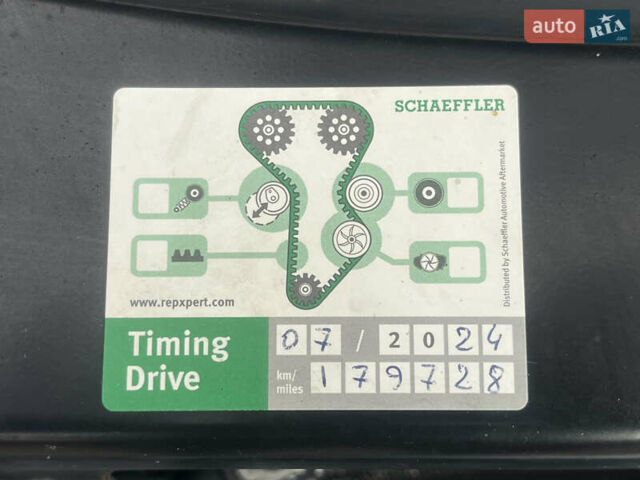 auto RIA.com
SCHAEFFLER
Distributed by Schaeffler Automotive Aftermarket
www.repxpert.com
Timing
Drive
07/2024
km/
miles
179728